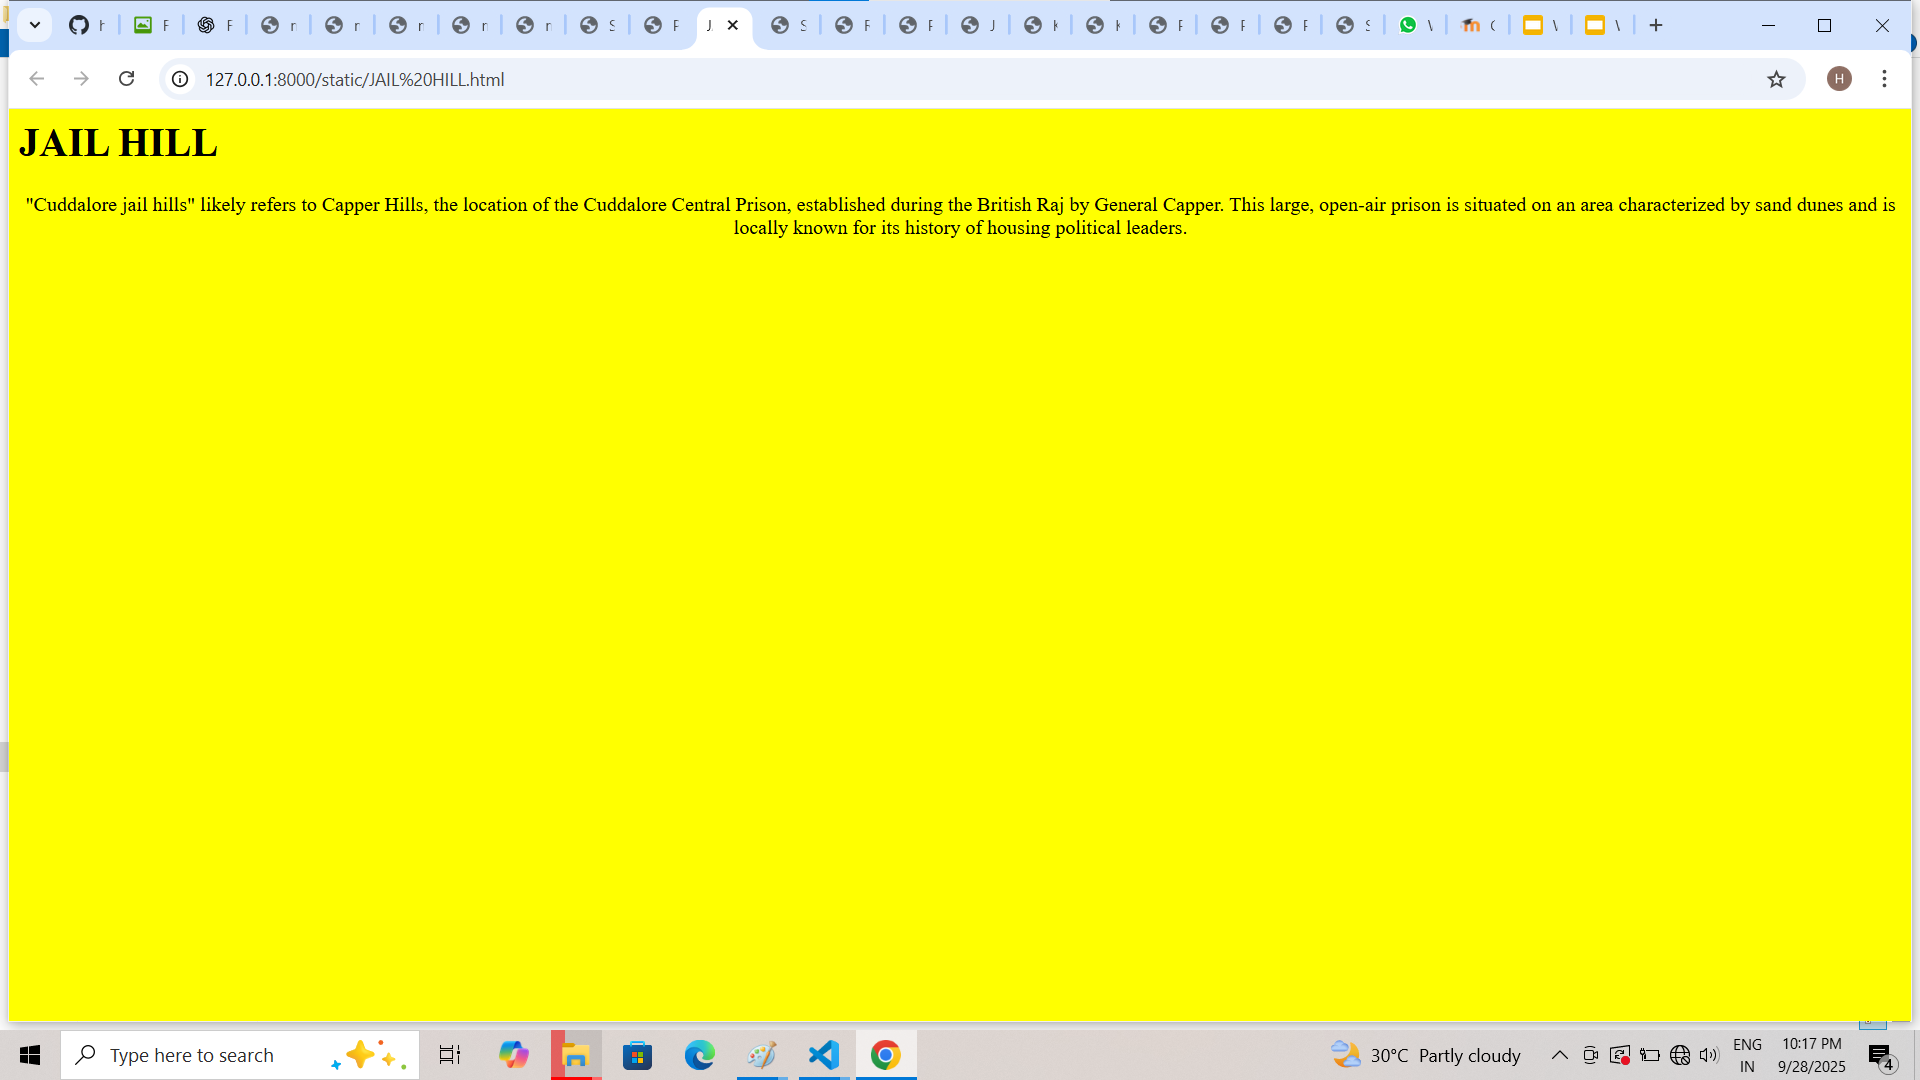 h F F n n n n S P J S F F J K K F F F S V C V V
127.0.0.1:8000/static/JAIL%20HILL.html
H
JAIL HILL
"Cuddalore jail hills" likely refers to Capper Hills, the location of the Cuddalore Central Prison, established during the British Raj by General Capper. This large, open-air prison is situated on an area characterized by sand dunes and is
locally known for its history of housing political leaders.
Type here to search
30°C Partly cloudy
ENG
IN
10:17 PM
9/28/2025
4